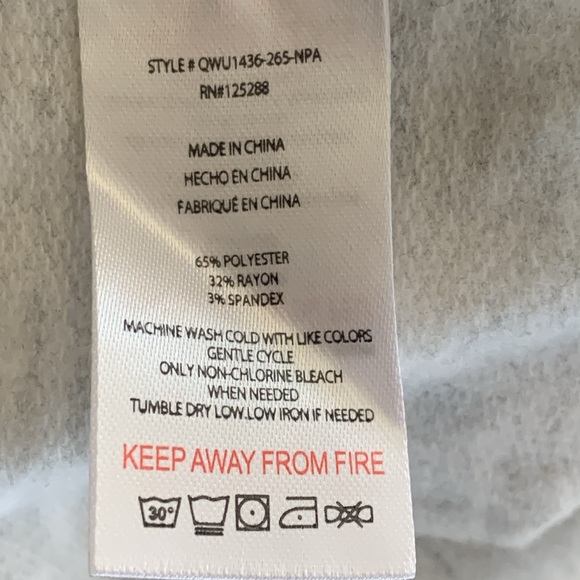 STYLE # QWU1436-265-NPA
RN#125288
MADE IN CHINA
HECHO EN CHINA
FABRIQUÉ EN CHINA
65% POLYESTER
32% RAYON
3% SPANDEX
MACHINE WASH COLD WITH LIKE COLORS
GENTLE CYCLE
ONLY NON-CHLORINE BLEACH
WHEN NEEDED
TUMBLE DRY LOW.LOW IRON IF NEEDED
KEEP AWAY FROM FIRE
30°